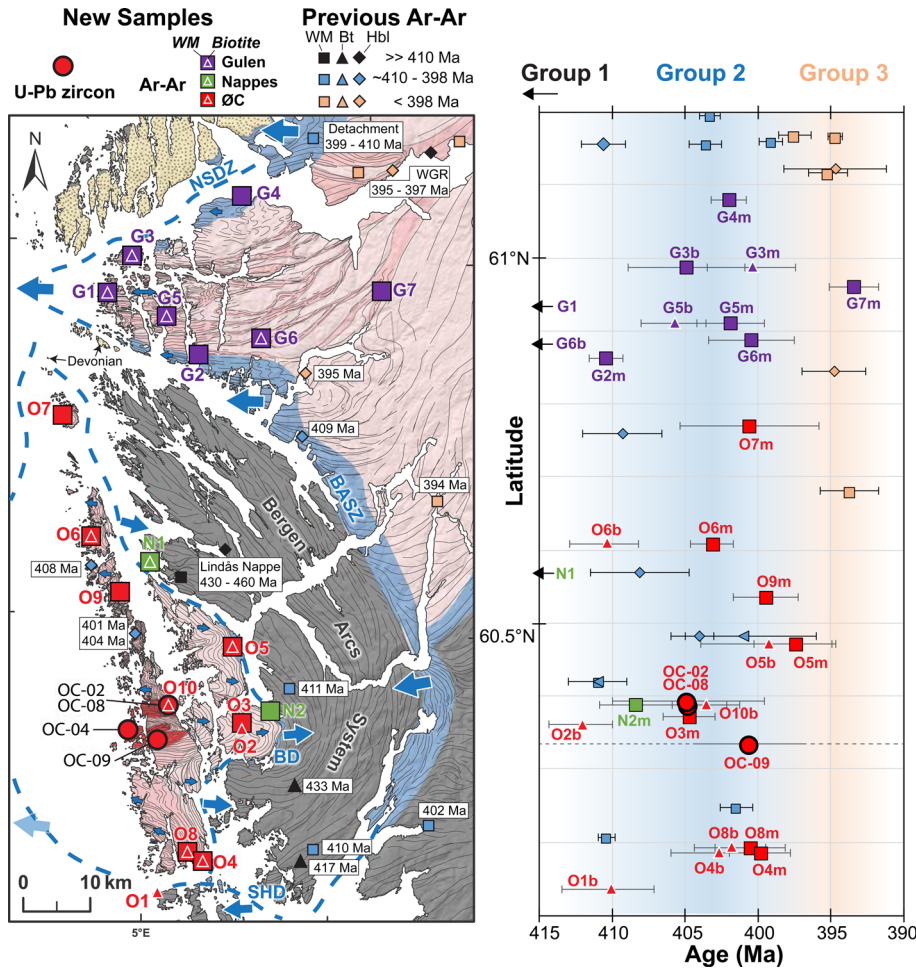 New Samples
Previous Ar-Ar
U-Pb zircon
Ar-Ar
WM Biotite
Gulen
Nappes
ØC
WM Bt Hbl
>> 410 Ma
~410 - 398 Ma
< 398 Ma
N
NSDZ
Detachment
399 - 410 Ma
WGR
395 - 397 Ma
G4
G3
G1
G5
G7
G6
G2
Devonian
395 Ma
O7
409 Ma
BASZ
394 Ma
Bergen
O6
N1
Lindås Nappe
430 - 460 Ma
408 Ma
O9
Arcs
401 Ma
404 Ma
O5
O10
OC-02
OC-08
411 Ma
O3
N2
OC-04
O2
System
OC-09
BD
433 Ma
402 Ma
O8
410 Ma
O4
417 Ma
0 10 km
O1
SHD
5°E
Group 1
Group 2
Group 3
G4m
61°N
G3b
G3m
G7m
G1
G5b
G5m
G6b
G6m
G2m
O7m
Latitude
O6b
O6m
N1
O9m
60.5°N
O5b
O5m
OC-02
OC-08
N2m
O10b
O2b
O3m
OC-09
O8b
O8m
O4b
O4m
O1b
415 410 405 400 395 390
Age (Ma)